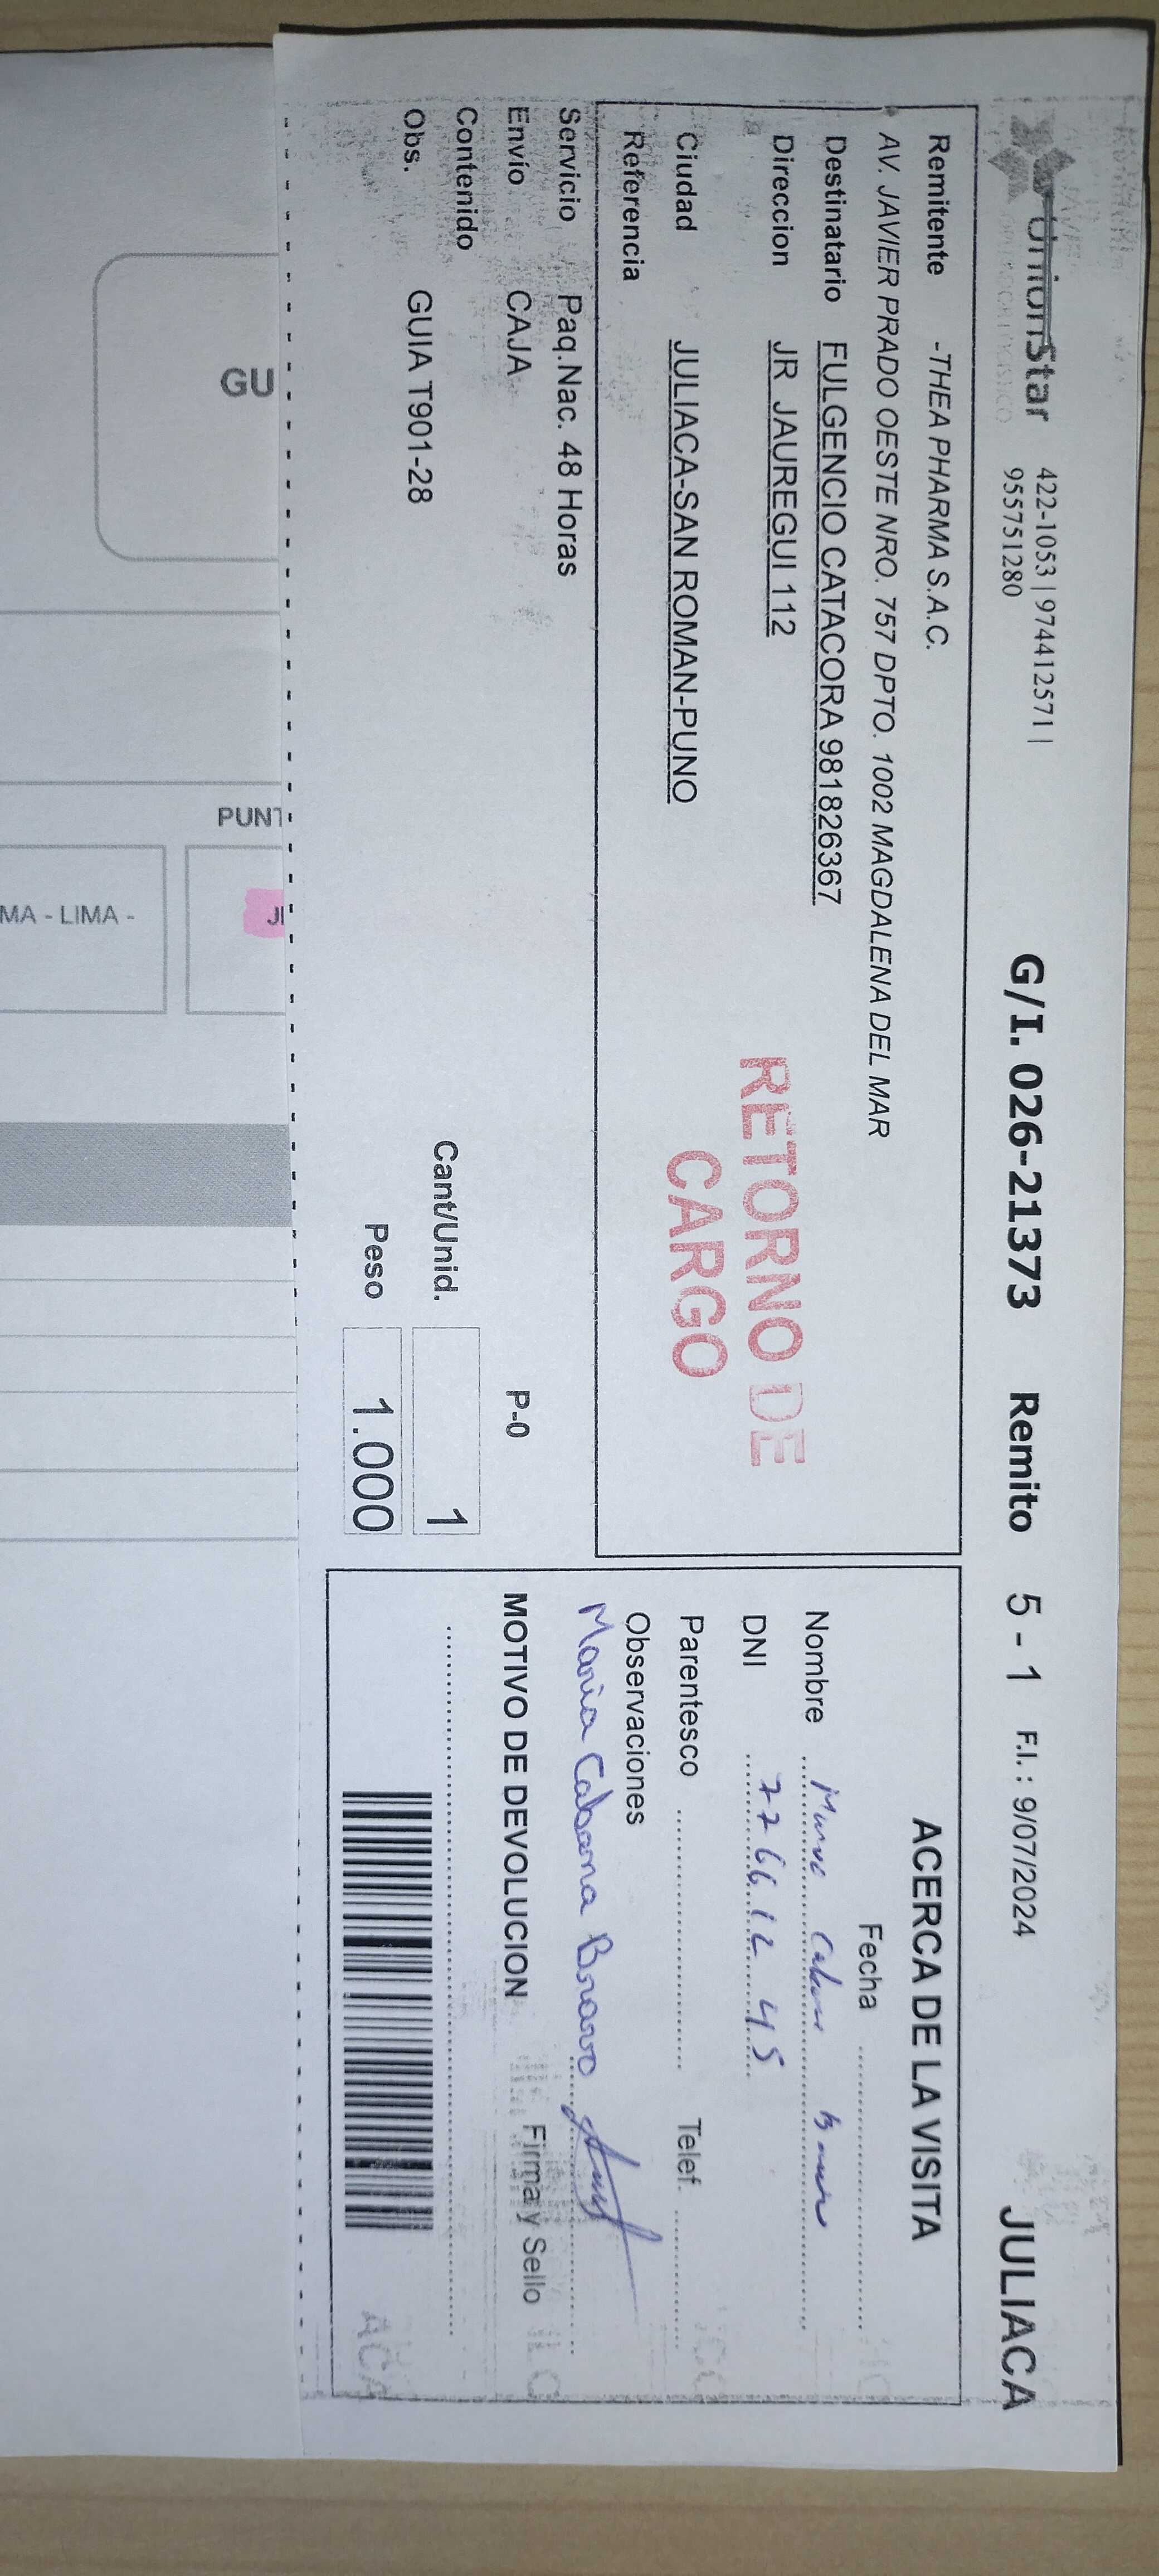 UnionStar
422-1053 | 974412571 |
955751280
G/I. 026-21373 Remito 5 - 1 F.I. : 9/07/2024 JULIACA
Remitente -THEA PHARMA S.A.C.
AV. JAVIER PRADO OESTE NRO. 757 DPTO. 1002 MAGDALENA DEL MAR
Destinatario FULGENCIO CATACORA 981826367
Direccion JR JAUREGUI 112
Ciudad JULIACA-SAN ROMAN-PUNO
Referencia
RETORNO DE
CARGO
Servicio Paq.Nac. 48 Horas
Envio CAJA P-0
Contenido
Cant/Unid. 1
Obs. GUIA T901-28
Peso 1.000
ACERCA DE LA VISITA
Fecha
Nombre
DNI 77661245
Parentesco Telef.
Observaciones
Maria Cabana Bravo
MOTIVO DE DEVOLUCION Firma y Sello
GU
PUNT
MA - LIMA -